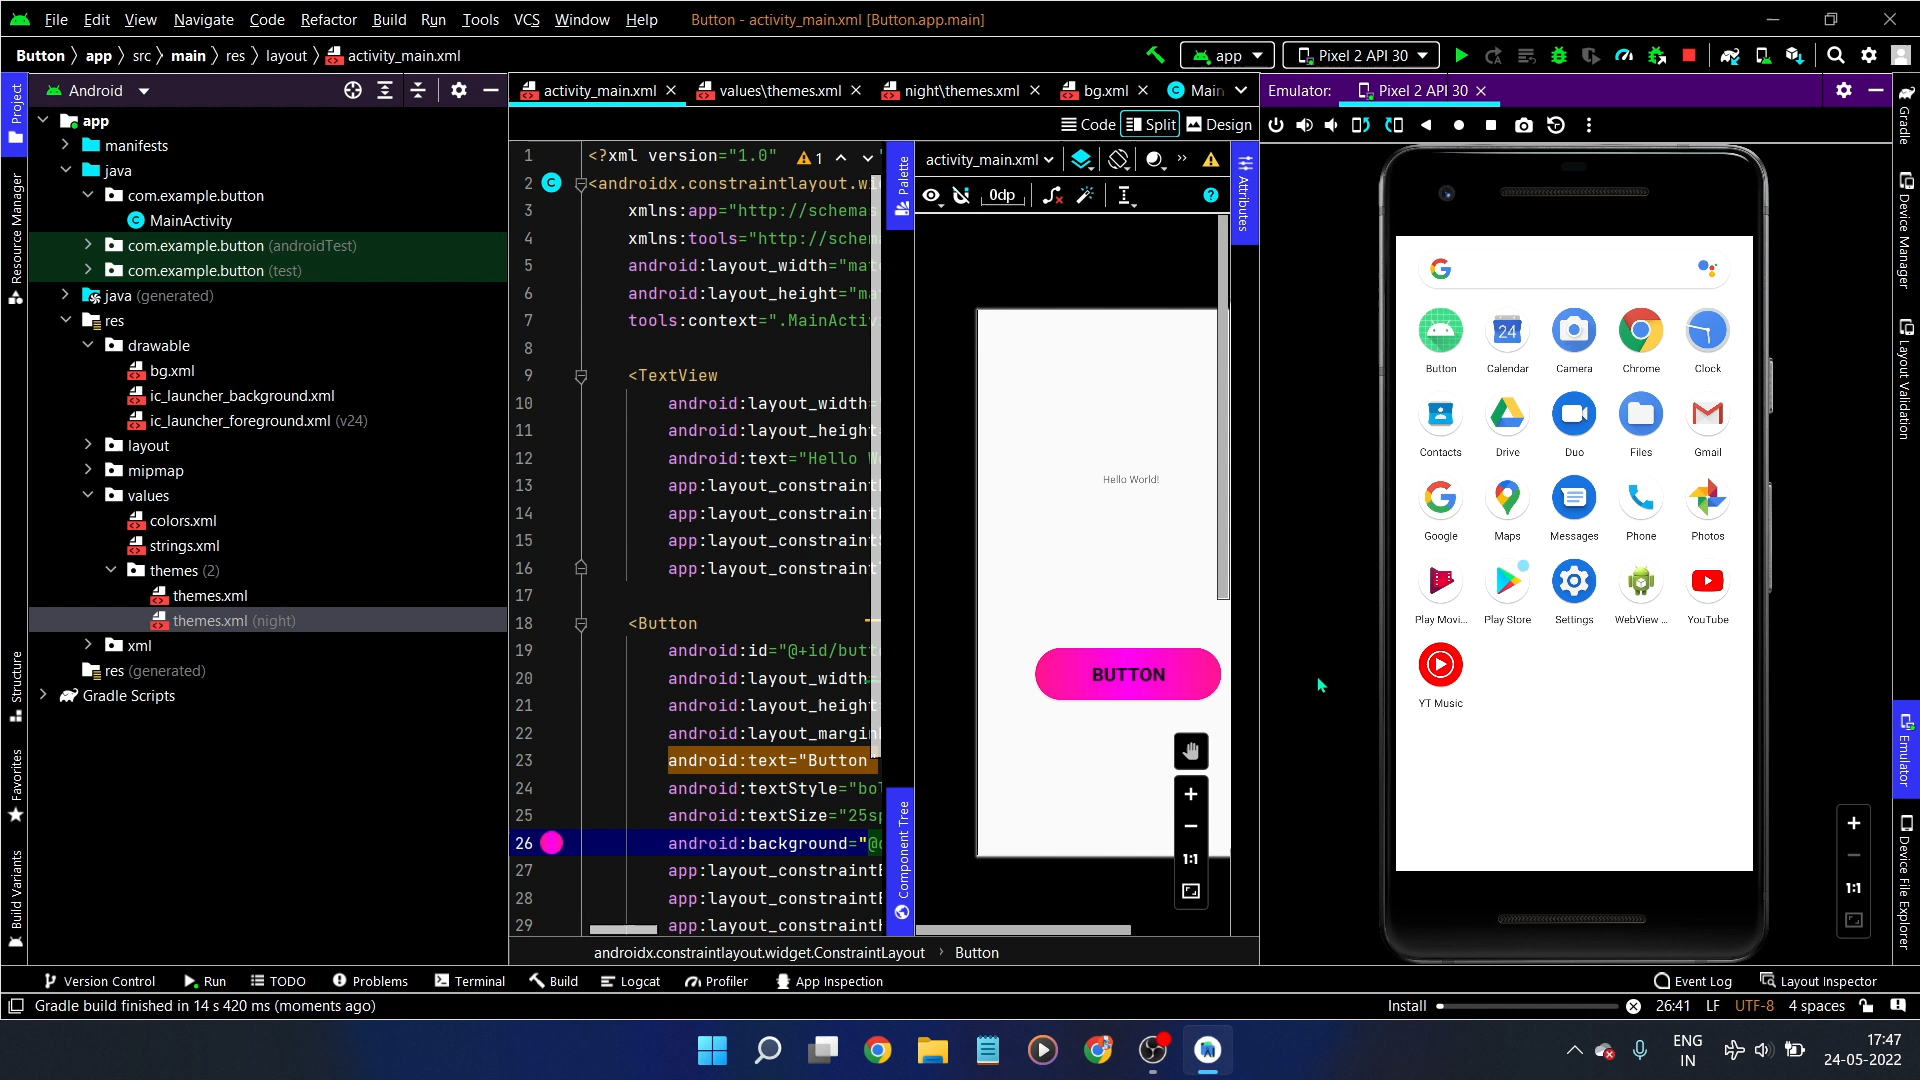 File Edit View Navigate Code Refactor Build Run Tools VCS Window Help Button - activity_main.xml [Button.app.main]
Button app src main res layout activity_main.xml app Pixel 2 API 30
Project
Resource Manager
Structure
Favorites
Build Variants
Android
app
manifests
java
com.example.button
MainActivity
com.example.button (androidTest)
com.example.button (test)
java (generated)
res
drawable
bg.xml
ic_launcher_background.xml
ic_launcher_foreground.xml (v24)
layout
mipmap
values
colors.xml
strings.xml
themes (2)
themes.xml
themes.xml (night)
xml
res (generated)
Gradle Scripts
activity_main.xml values\themes.xml night\themes.xml bg.xml Main
Code Split Design
1 <?xml version="1.0" 1
2 <androidx.constraintlayout.wi
3 xmlns:app="http://schemas
4 xmlns:tools="http://schem
5 android:layout_width="mat
6 android:layout_height="ma
7 tools:context=".MainActiv
8
9 <TextView
10 android:layout_width=
11 android:layout_height
12 android:text="Hello W
13 app:layout_constraint
14 app:layout_constraint
15 app:layout_constraint
16 app:layout_constraint
17
18 <Button
19 android:id="@+id/butt
20 android:layout_width=
21 android:layout_height
22 android:layout_margin
23 android:text="Button
24 android:textStyle="bol
25 android:textSize="25sp
26 android:background="@d
27 app:layout_constraint
28 app:layout_constraint
29 app:layout_constraint
androidx.constraintlayout.widget.ConstraintLayout Button
Palette
Component Tree
activity_main.xml
0dp
?
Attributes
Hello World!
BUTTON
1:1
Emulator: Pixel 2 API 30
24
Button Calendar Camera Chrome Clock
Contacts Drive Duo Files Gmail
Google Maps Messages Phone Photos
Play Movi... Play Store Settings WebView ... YouTube
YT Music
1:1
Gradle
Device Manager
Layout Validation
Emulator
Device File Explorer
Version Control Run TODO Problems Terminal Build Logcat Profiler App Inspection Event Log Layout Inspector
Gradle build finished in 14 s 420 ms (moments ago) Install 26:41 LF UTF-8 4 spaces
ENG
IN
17:47
24-05-2022